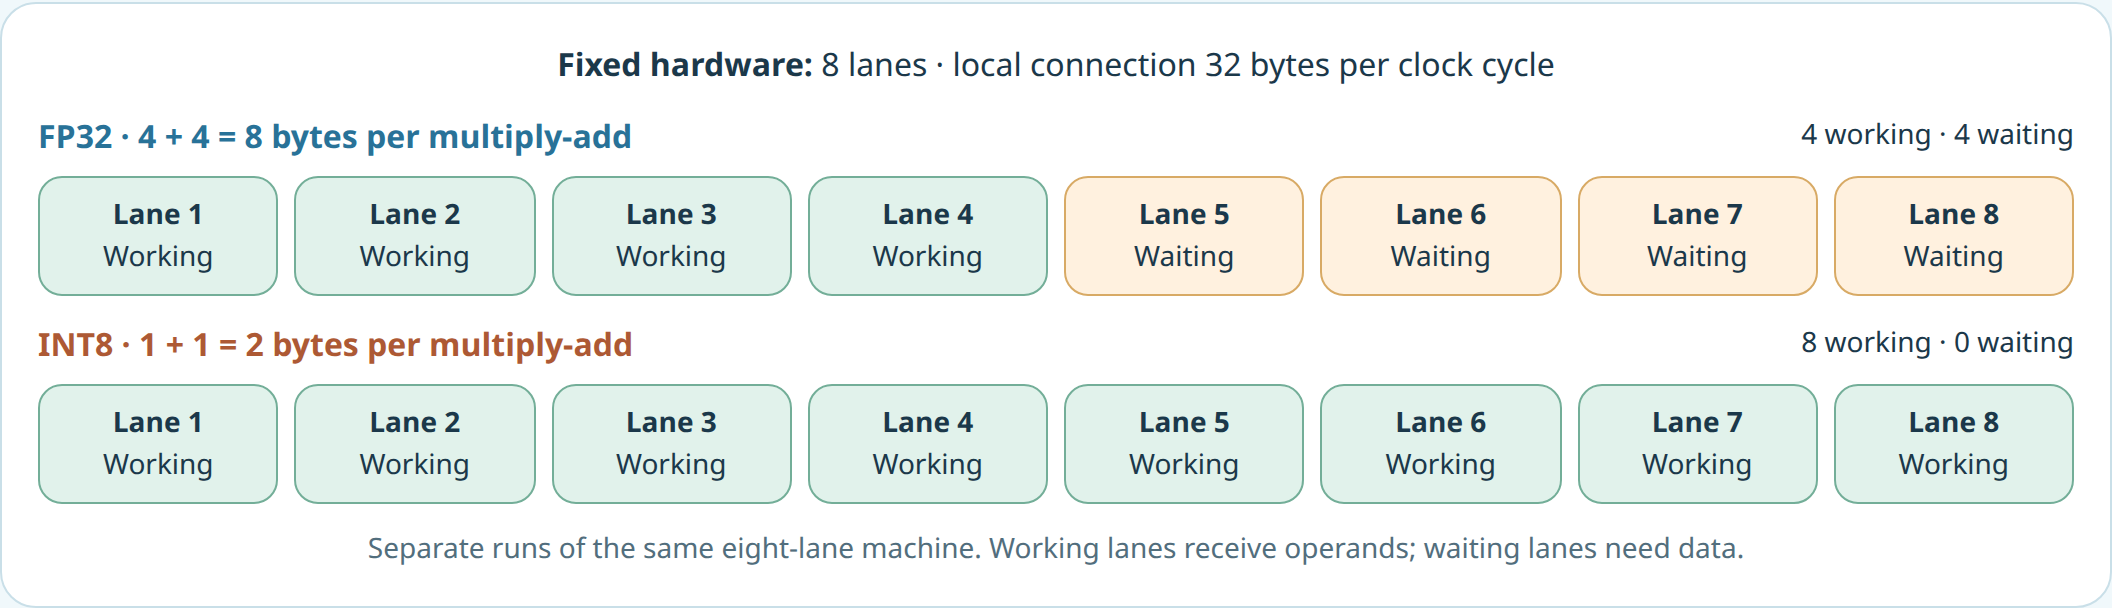 Fixed hardware: 8 lanes · local connection 32 bytes per clock cycle
FP32 · 4 + 4 = 8 bytes per multiply-add
4 working · 4 waiting
Lane 1
Working
Lane 2
Working
Lane 3
Working
Lane 4
Working
Lane 5
Waiting
Lane 6
Waiting
Lane 7
Waiting
Lane 8
Waiting
INT8 · 1 + 1 = 2 bytes per multiply-add
8 working · 0 waiting
Lane 1
Working
Lane 2
Working
Lane 3
Working
Lane 4
Working
Lane 5
Working
Lane 6
Working
Lane 7
Working
Lane 8
Working
Separate runs of the same eight-lane machine. Working lanes receive operands; waiting lanes need data.